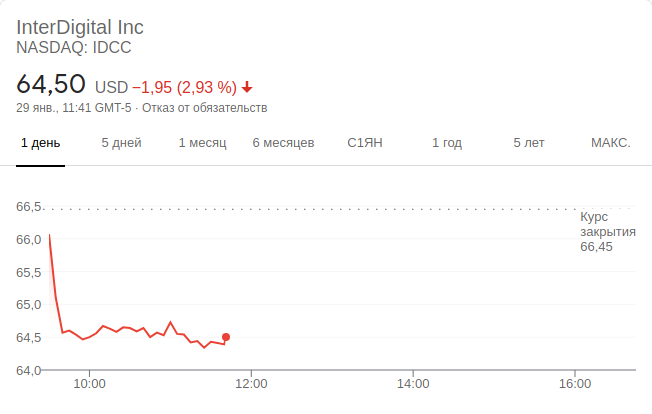 InterDigital Inc
NASDAQ: IDCC
64,50 USD −1,95 (2,93 %)
29 янв., 11:41 GMT-5 · Отказ от обязательств
1 день 5 дней 1 месяц 6 месяцев С1ЯН 1 год 5 лет МАКС.
66,5
Курс
закрытия
66,45
66,0
65,5
65,0
64,5
64,0
10:00 12:00 14:00 16:00